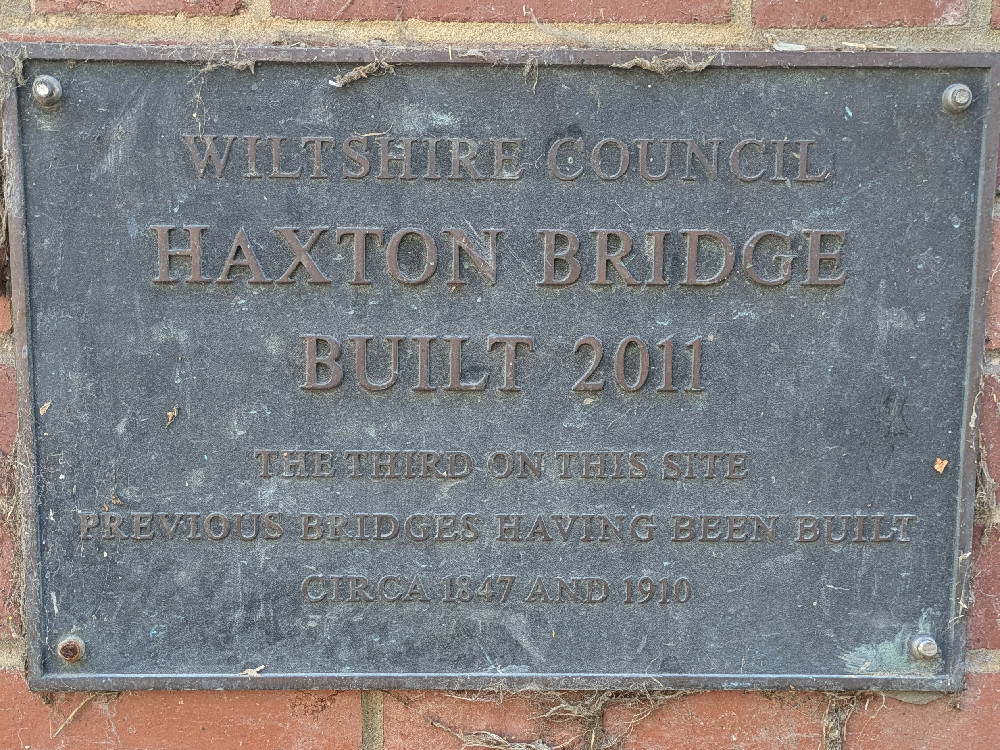 WILTSHIRE COUNCIL
HAXTON BRIDGE
BUILT 2011
THE THIRD ON THIS SITE
PREVIOUS BRIDGES HAVING BEEN BUILT
CIRCA 1847 AND 1910